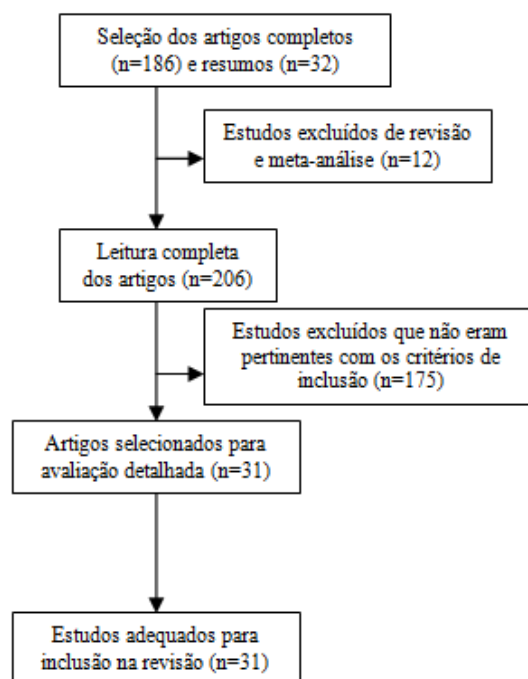 Seleção dos artigos completos
(n=186) e resumos (n=32)
Estudos excluídos de revisão
e meta-análise (n=12)
Leitura completa
dos artigos (n=206)
Estudos excluídos que não eram
pertinentes com os critérios de
inclusão (n=175)
Artigos selecionados para
avaliação detalhada (n=31)
Estudos adequados para
inclusão na revisão (n=31)